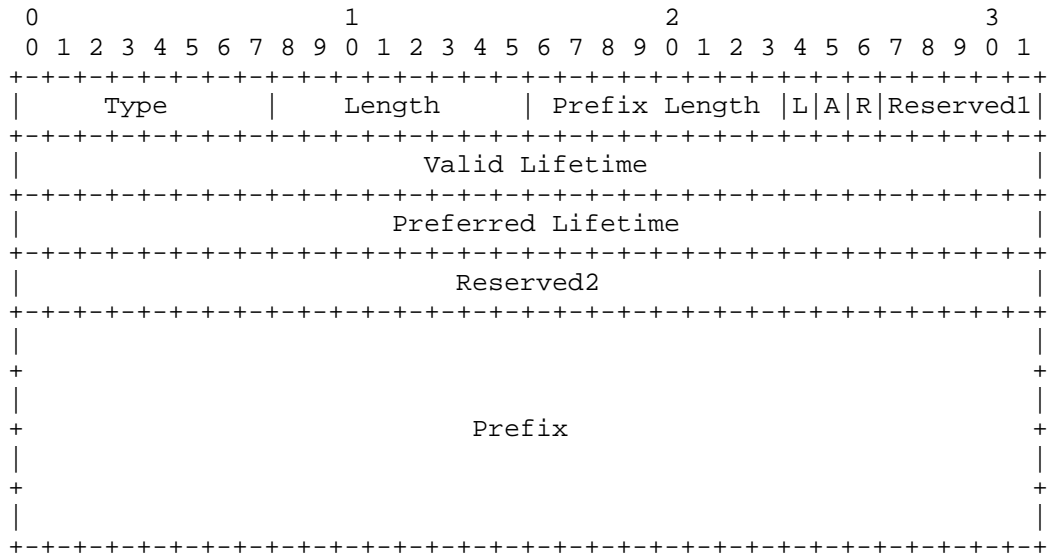 0                   1                   2                   3
 0 1 2 3 4 5 6 7 8 9 0 1 2 3 4 5 6 7 8 9 0 1 2 3 4 5 6 7 8 9 0 1
+-+-+-+-+-+-+-+-+-+-+-+-+-+-+-+-+-+-+-+-+-+-+-+-+-+-+-+-+-+-+-+-+
|     Type      |    Length     | Prefix Length |L|A|R|Reserved1|
+-+-+-+-+-+-+-+-+-+-+-+-+-+-+-+-+-+-+-+-+-+-+-+-+-+-+-+-+-+-+-+-+
|                         Valid Lifetime                        |
+-+-+-+-+-+-+-+-+-+-+-+-+-+-+-+-+-+-+-+-+-+-+-+-+-+-+-+-+-+-+-+-+
|                       Preferred Lifetime                      |
+-+-+-+-+-+-+-+-+-+-+-+-+-+-+-+-+-+-+-+-+-+-+-+-+-+-+-+-+-+-+-+-+
|                           Reserved2                           |
+-+-+-+-+-+-+-+-+-+-+-+-+-+-+-+-+-+-+-+-+-+-+-+-+-+-+-+-+-+-+-+-+
|                                                               |
+                                                               +
|                                                               |
+                            Prefix                             +
|                                                               |
+                                                               +
|                                                               |
+-+-+-+-+-+-+-+-+-+-+-+-+-+-+-+-+-+-+-+-+-+-+-+-+-+-+-+-+-+-+-+-+